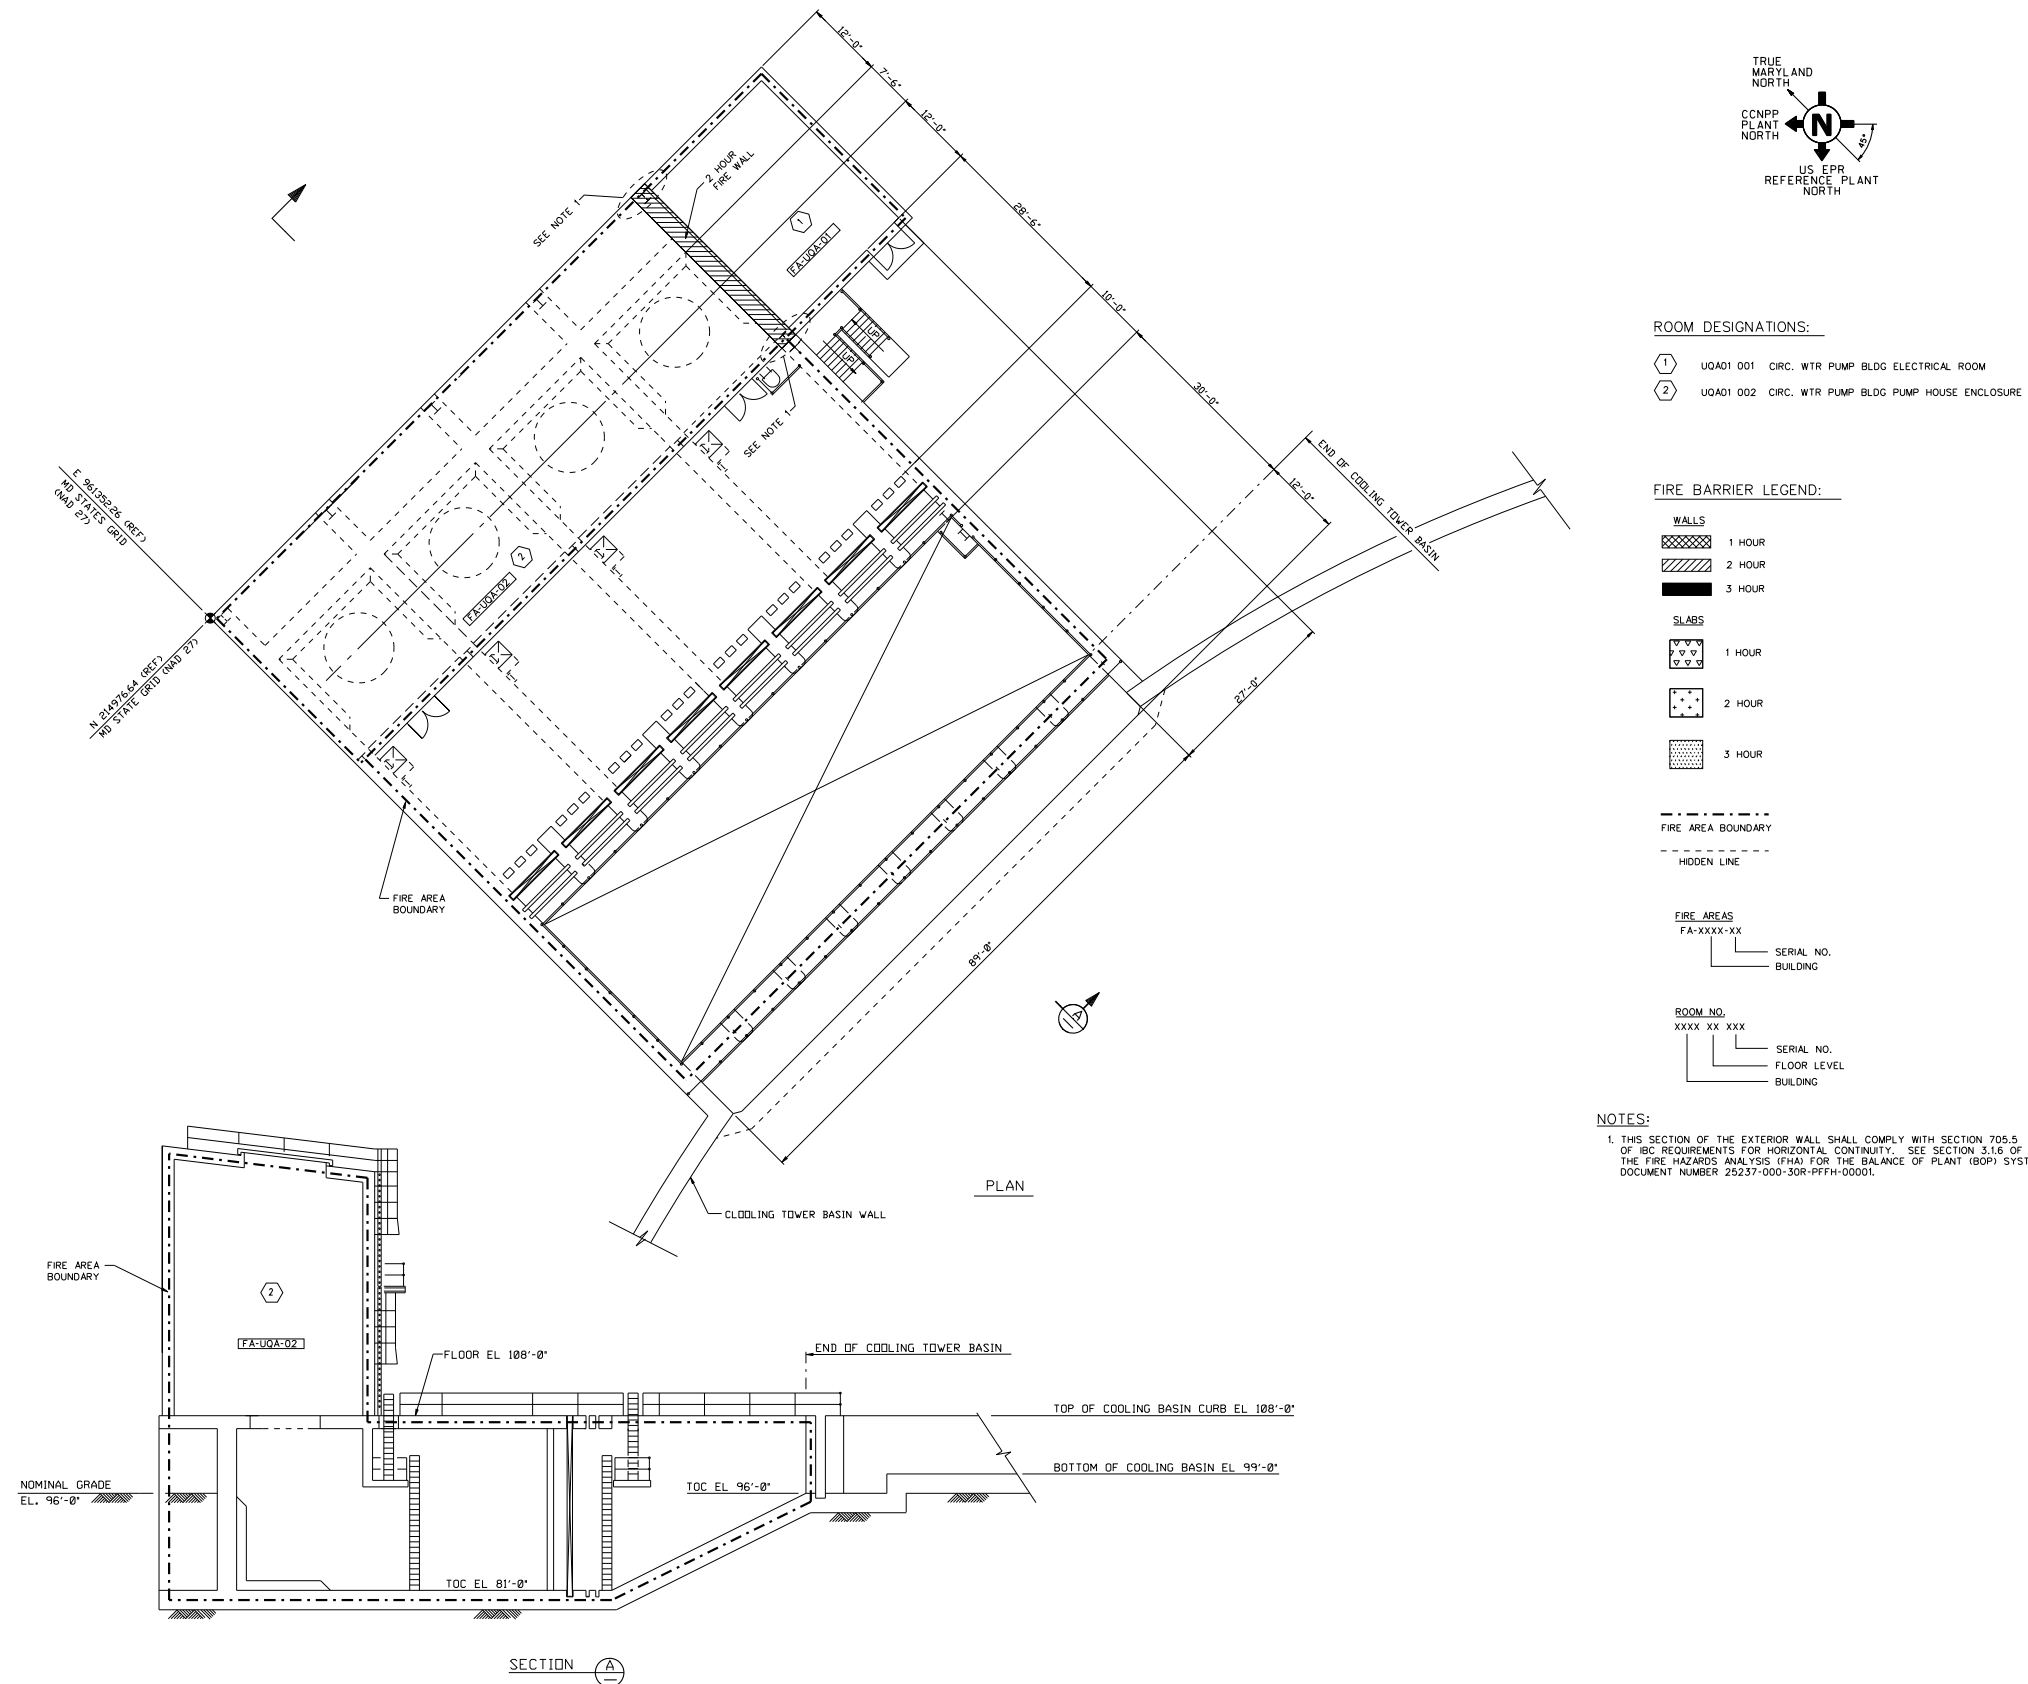 12'-0"
7'-6"
12'-0"
28'-6"
10'-0"
30'-0"
12'-0"
27'-0"
89'-0"
TRUE
MARYLAND
NORTH
CCNPP
PLANT
NORTH
N
45°
US EPR
REFERENCE PLANT
NORTH
2 HOUR
FIRE WALL
SEE NOTE 1
1
FA-UQA-01
UP
UP
SEE NOTE 1
END OF COOLING TOWER BASIN
E 961352.26 (REF)
MD STATES GRID
(NAD 27)
N 214976.64 (REF)
MD STATE GRID (NAD 27)
2
FA-UQA-02
FIRE AREA
BOUNDARY
A
PLAN
CLOOLING TOWER BASIN WALL
ROOM DESIGNATIONS:
1 UQA01 001 CIRC. WTR PUMP BLDG ELECTRICAL ROOM
2 UQA01 002 CIRC. WTR PUMP BLDG PUMP HOUSE ENCLOSURE
FIRE BARRIER LEGEND:
WALLS
1 HOUR
2 HOUR
3 HOUR
SLABS
1 HOUR
2 HOUR
3 HOUR
FIRE AREA BOUNDARY
HIDDEN LINE
FIRE AREAS
FA-XXXX-XX
SERIAL NO.
BUILDING
ROOM NO.
XXXX XX XXX
SERIAL NO.
FLOOR LEVEL
BUILDING
NOTES:
1. THIS SECTION OF THE EXTERIOR WALL SHALL COMPLY WITH SECTION 705.5
OF IBC REQUIREMENTS FOR HORIZONTAL CONTINUITY. SEE SECTION 3.1.6 OF
THE FIRE HAZARDS ANALYSIS (FHA) FOR THE BALANCE OF PLANT (BOP) SYST
DOCUMENT NUMBER 25237-000-30R-PFFH-00001.
FIRE AREA
BOUNDARY
2
FA-UQA-02
FLOOR EL 108'-0"
END OF COOLING TOWER BASIN
TOP OF COOLING BASIN CURB EL 108'-0"
BOTTOM OF COOLING BASIN EL 99'-0"
TOC EL 96'-0"
NOMINAL GRADE
EL. 96'-0"
TOC EL 81'-0"
SECTION A